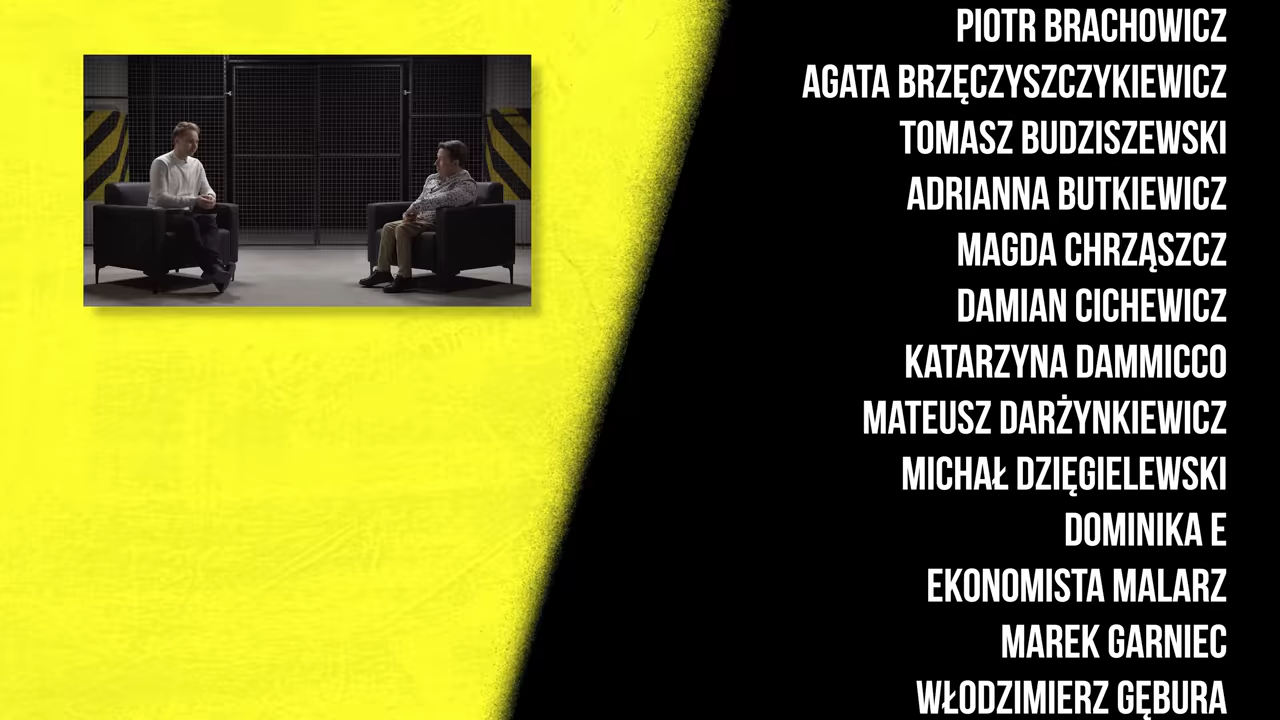 PIOTR BRACHOWICZ
AGATA BRZĘCZYSZCZYKIEWICZ
TOMASZ BUDZISZEWSKI
ADRIANNA BUTKIEWICZ
MAGDA CHRZĄSZCZ
DAMIAN CICHEWICZ
KATARZYNA DAMMICCO
MATEUSZ DARŻYNKIEWICZ
MICHAŁ DZIĘGIELEWSKI
DOMINIKA E
EKONOMISTA MALARZ
MAREK GARNIEC
WŁODZIMIERZ GĘBURA